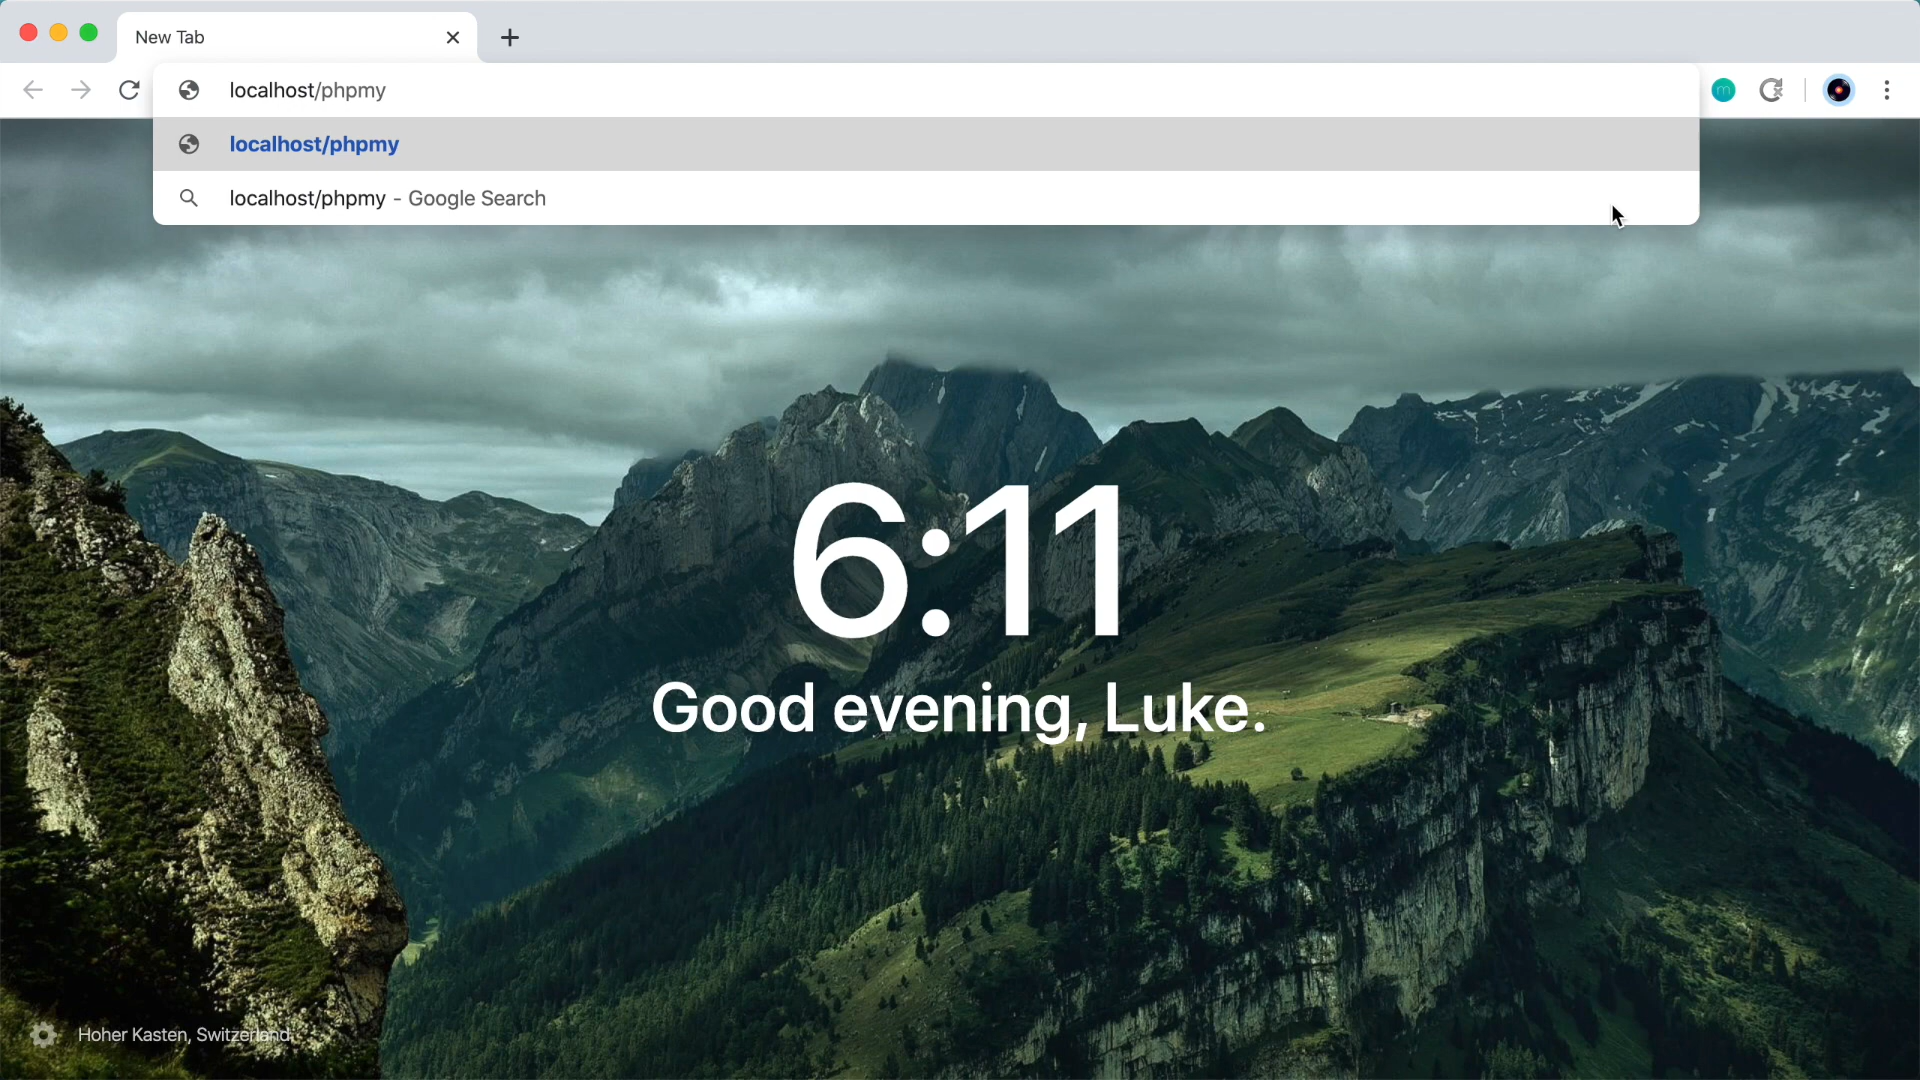 New Tab
localhost/phpmy
localhost/phpmy
localhost/phpmy - Google Search
m
6:11
Good evening, Luke.
Hoher Kasten, Switzerland